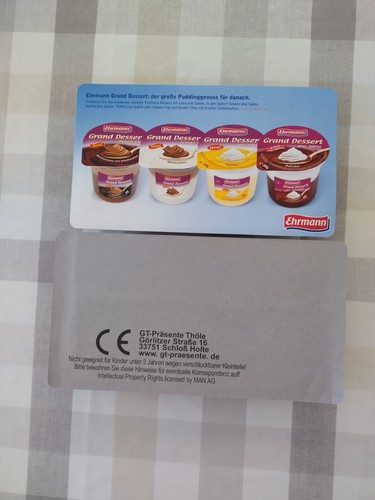 Ehrmann Grand Dessert: der große Puddinggenuss für danach.
Ehrmann
Grand Desser
Ehrmann
Grand Desser
Ehrmann
Grand Desser
Ehrmann
Grand Dessert
Ehrmann
GT-Präsente Thöle
Görlitzer Straße 16
33751 Schloß Holte
www. gt-praesente. de
CE
Nicht geeignet für Kinder unter 3 Jahren wegen verschluckbarer Kleinteile!
Bitte bewahren Sie diese Hinweise für eventuelle Korrespondenz auf!
Intellectual Property Rights licensed by MAN AG